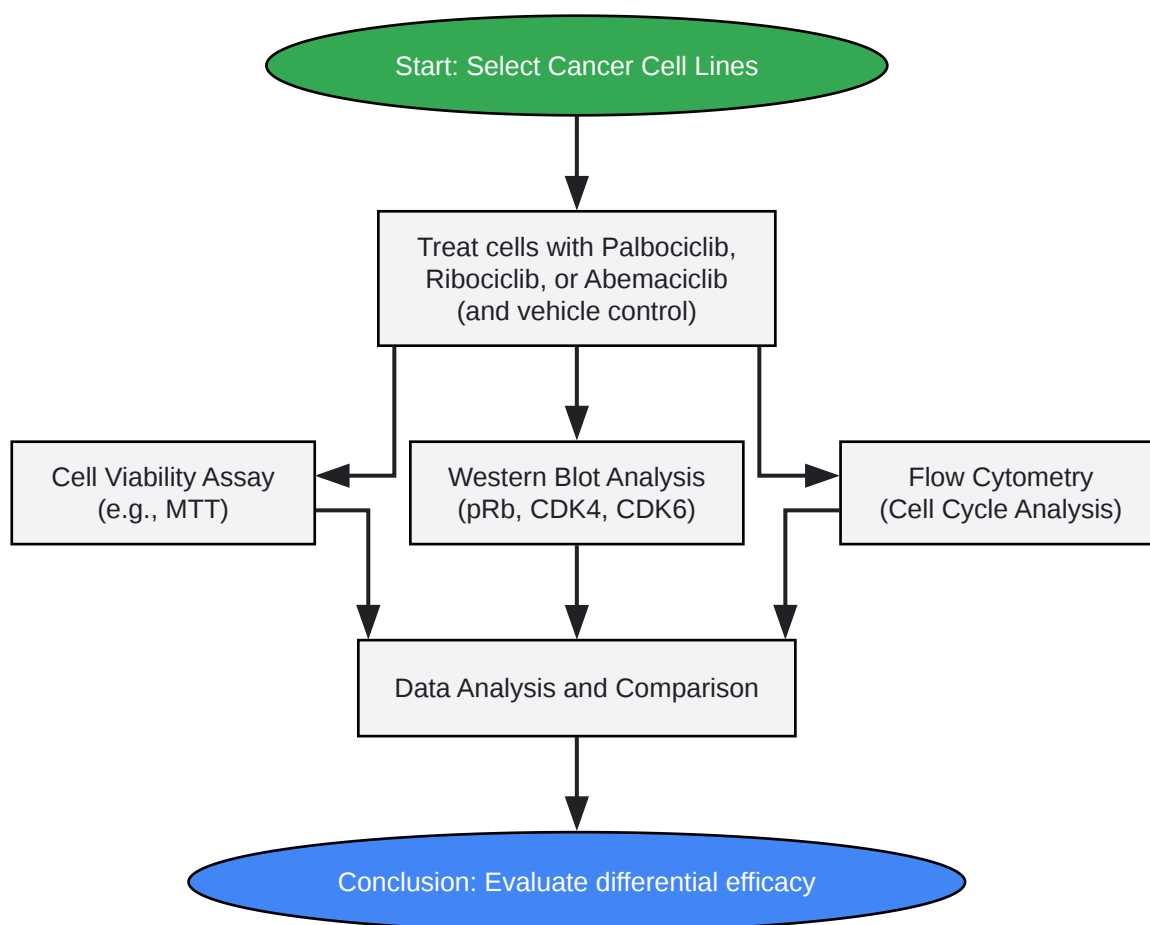 Start: Select Cancer Cell Lines
Treat cells with Palbociclib,
Ribociclib, or Abemaciclib
(and vehicle control)
Cell Viability Assay
(e.g., MTT)
Western Blot Analysis
(pRb, CDK4, CDK6)
Flow Cytometry
(Cell Cycle Analysis)
Data Analysis and Comparison
Conclusion: Evaluate differential efficacy